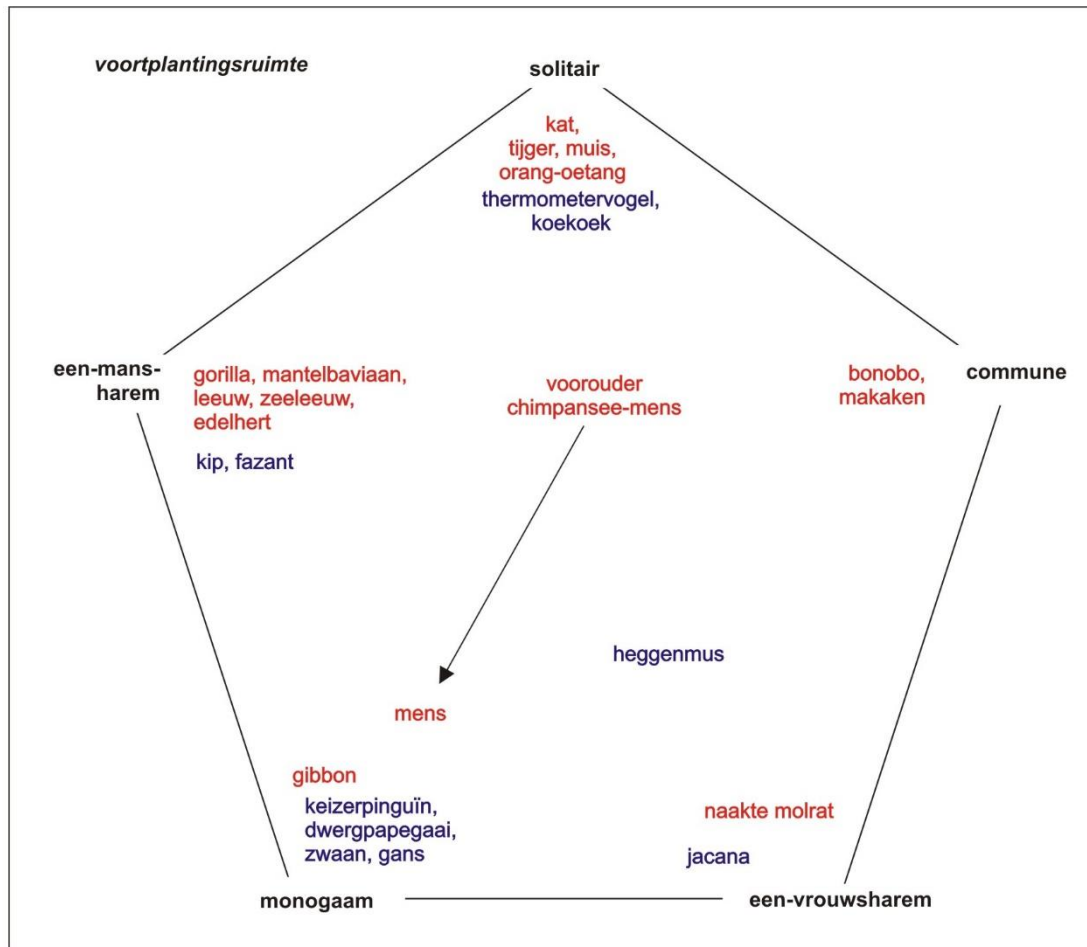 voortplantingsruimte
solitair
kat,
tijger, muis,
orang-oetang
thermometervogel,
koekoek
een-mans-
harem
gorilla, mantelbaviaan,
leeuw, zeeleeuw,
edelhert
kip, fazant
voorouder
chimpansee-mens
bonobo,
makaken
commune
heggenmus
mens
gibbon
keizerpinguïn,
dwergpapegaai,
zwaan, gans
naakte molrat
jacana
monogaam
een-vrouwsharem